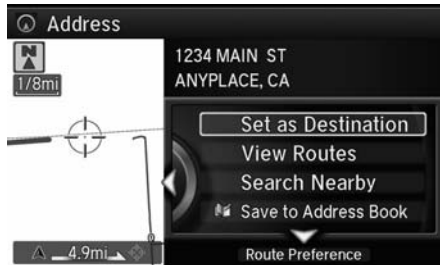 Address
N
1/8mi
1234 MAIN ST
ANYPLACE, CA
Set as Destination
View Routes
Search Nearby
Save to Address Book
4.9mi
Route Preference